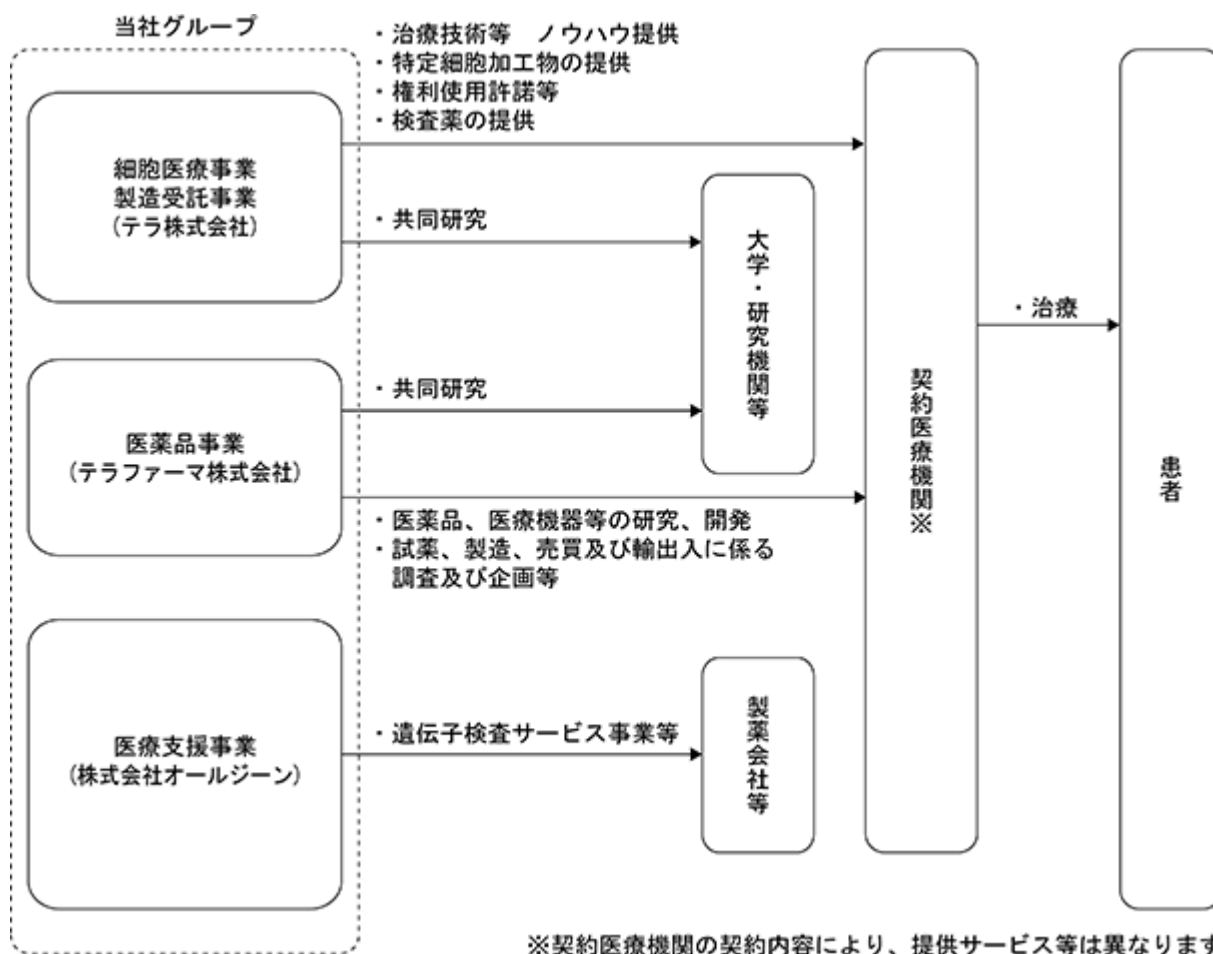 当社グループ
・治療技術等　ノウハウ提供
・特定細胞加工物の提供
・権利使用許諾等
・検査薬の提供
細胞医療事業
製造受託事業
(テラ株式会社)
・共同研究
大学・研究機関等
・共同研究
医薬品事業
(テラファーマ株式会社)
・医薬品、医療機器等の研究、開発
・試薬、製造、売買及び輸出入に係る
調査及び企画等
医療支援事業
(株式会社オールジーン)
・遺伝子検査サービス事業等
製薬会社等
契約医療機関※
・治療
患者
※契約医療機関の契約内容により、提供サービス等は異なります